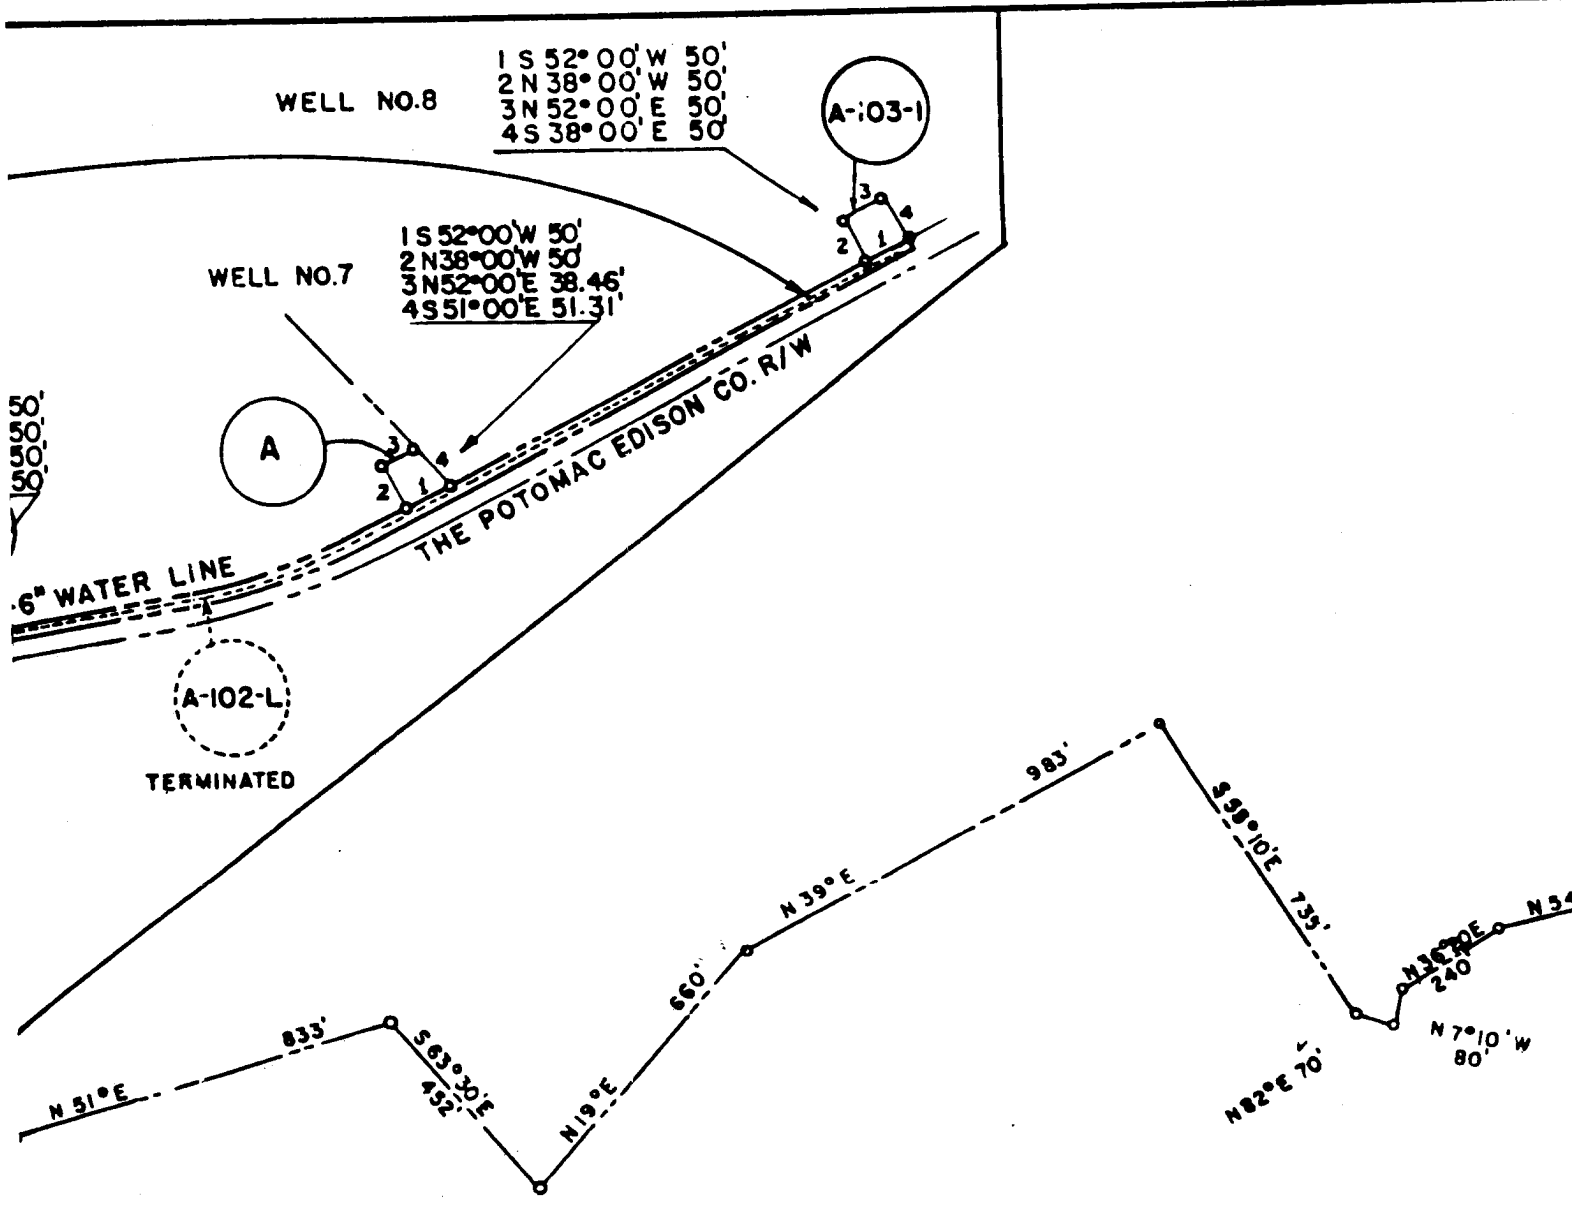 1 S 52° 00' W 50'
2 N 38° 00' W 50'
3 N 52° 00' E 50'
4 S 38° 00' E 50'
WELL NO.8
A-103-1
3
4
2
1
1 S 52°00' W 50'
2 N38°00' W 50'
3 N52°00' E 38.46'
4 S 51°00' E 51.31'
WELL NO.7
THE POTOMAC EDISON CO. R/W
50'
50'
50'
50'
A
3
4
2
1
6" WATER LINE
A-102-L
TERMINATED
983'
S 38°10' E
735'
N 39° E
N 54
240
N 7°10' W
80'
N 82° E 70'
660'
N 19° E
S 63°30' E
452'
833'
N 51° E